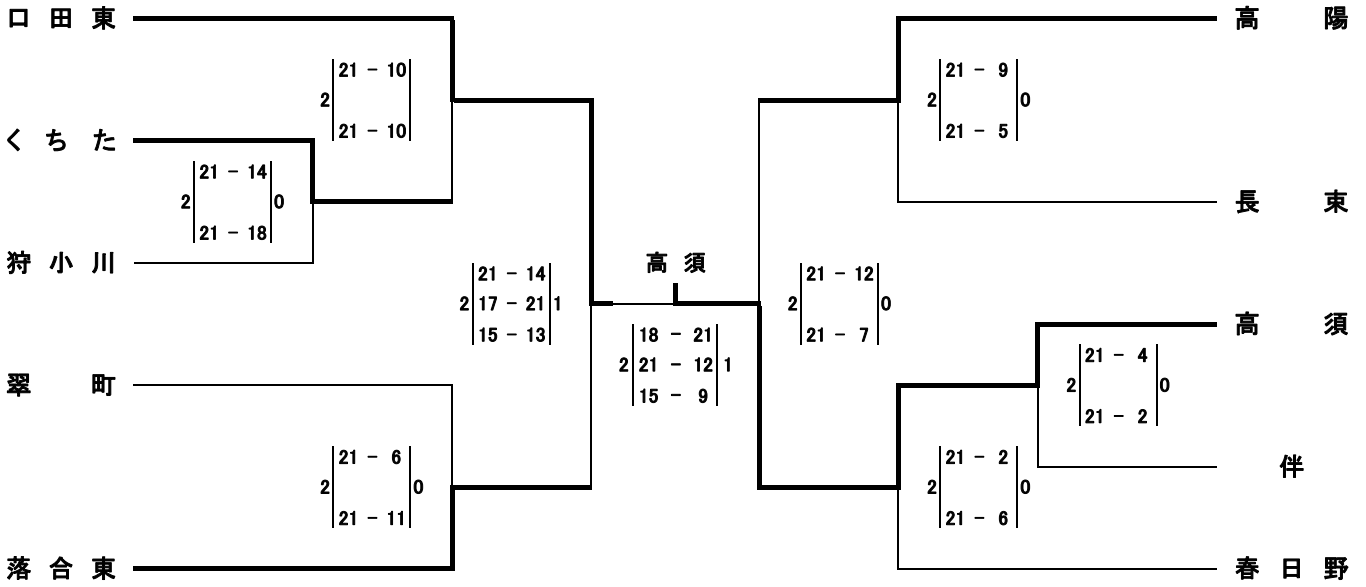 口田東
2 21 - 10
21 - 10
くちた
2 21 - 14 0
21 - 18
狩小川
21 - 14
2 17 - 21 1
15 - 13
翠町
21 - 6
2 0
21 - 11
落合東
高須
18 - 21
2 21 - 12 1
15 - 9
高陽
21 - 9
2 0
21 - 5
長束
21 - 12
2 0
21 - 7
高須
21 - 4
2 0
21 - 2
伴
21 - 2
2 0
21 - 6
春日野